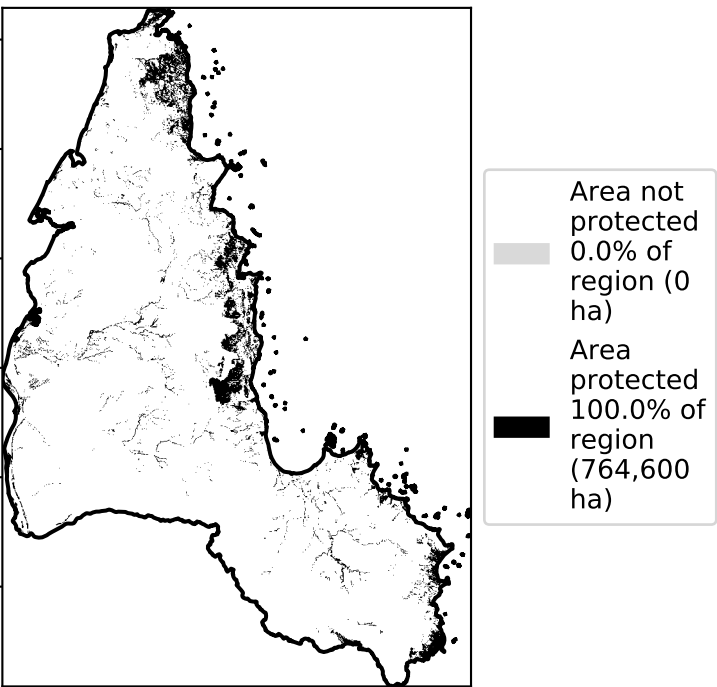 Area not
protected
0.0% of
region (0
ha)
Area
protected
100.0% of
region
(764,600
ha)